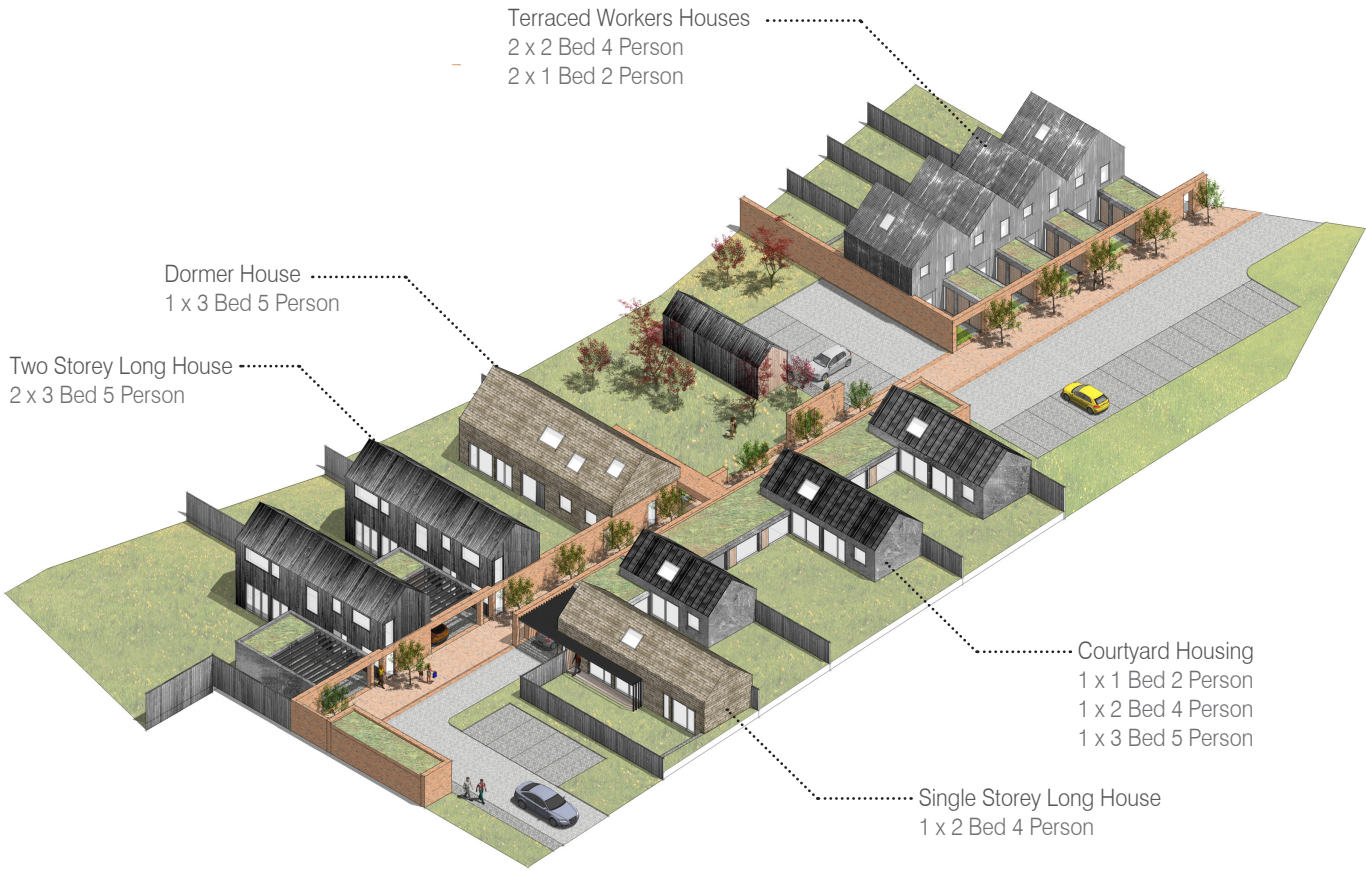 Terraced Workers Houses
2 x 2 Bed 4 Person
2 x 1 Bed 2 Person
Dormer House
1 x 3 Bed 5 Person
Two Storey Long House
2 x 3 Bed 5 Person
Courtyard Housing
1 x 1 Bed 2 Person
1 x 2 Bed 4 Person
1 x 3 Bed 5 Person
Single Storey Long House
1 x 2 Bed 4 Person